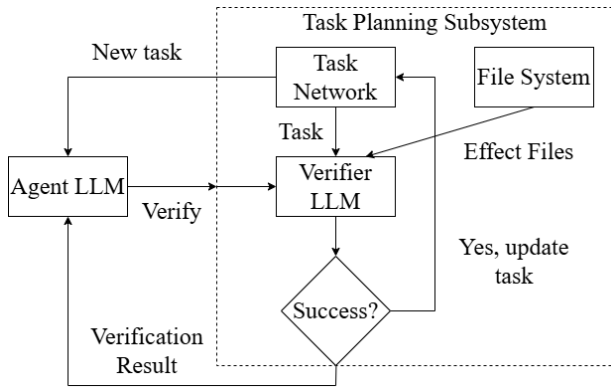 Task Planning Subsystem
New task
Task
Network
File System
Task
Effect Files
Agent LLM
Verify
Verifier
LLM
Yes, update
task
Success?
Verification
Result